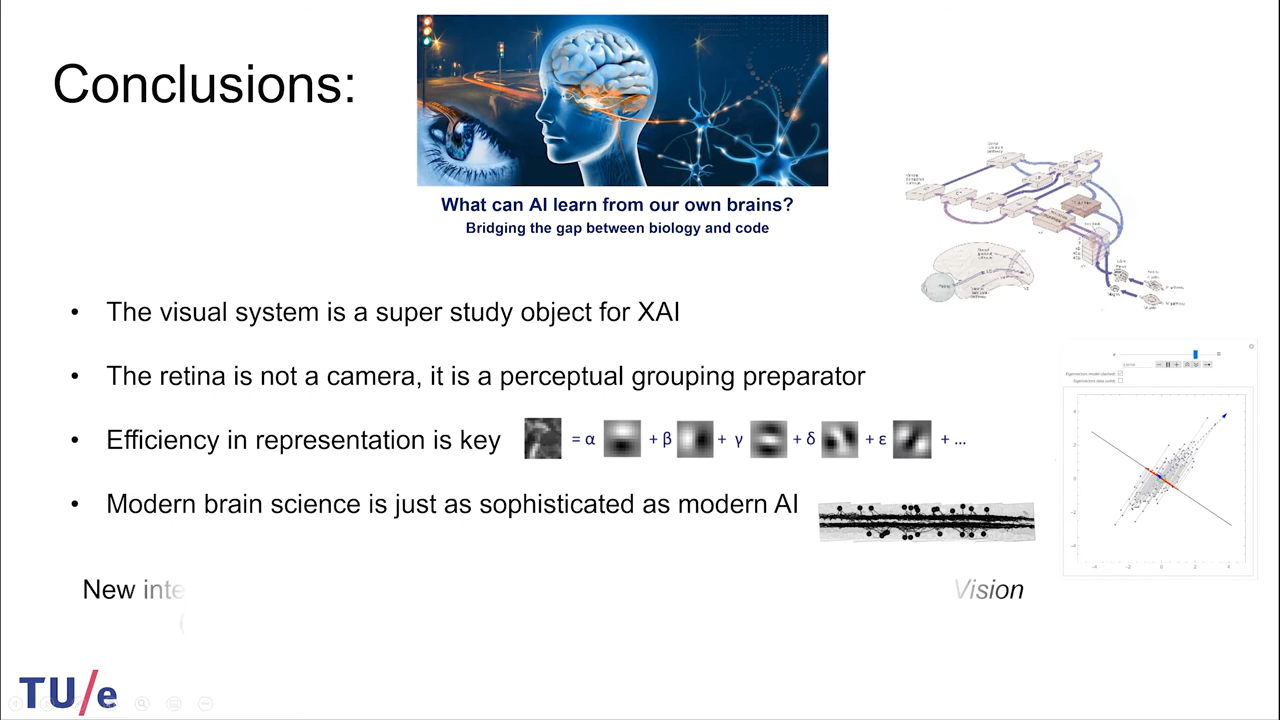 Conclusions:
What can AI learn from our own brains?
Bridging the gap between biology and code
• The visual system is a super study object for XAI
• The retina is not a camera, it is a perceptual grouping preparator
• Efficiency in representation is key
= α + β + γ + δ + ε + ...
• Modern brain science is just as sophisticated as modern AI
New inte
Vision
TU/e